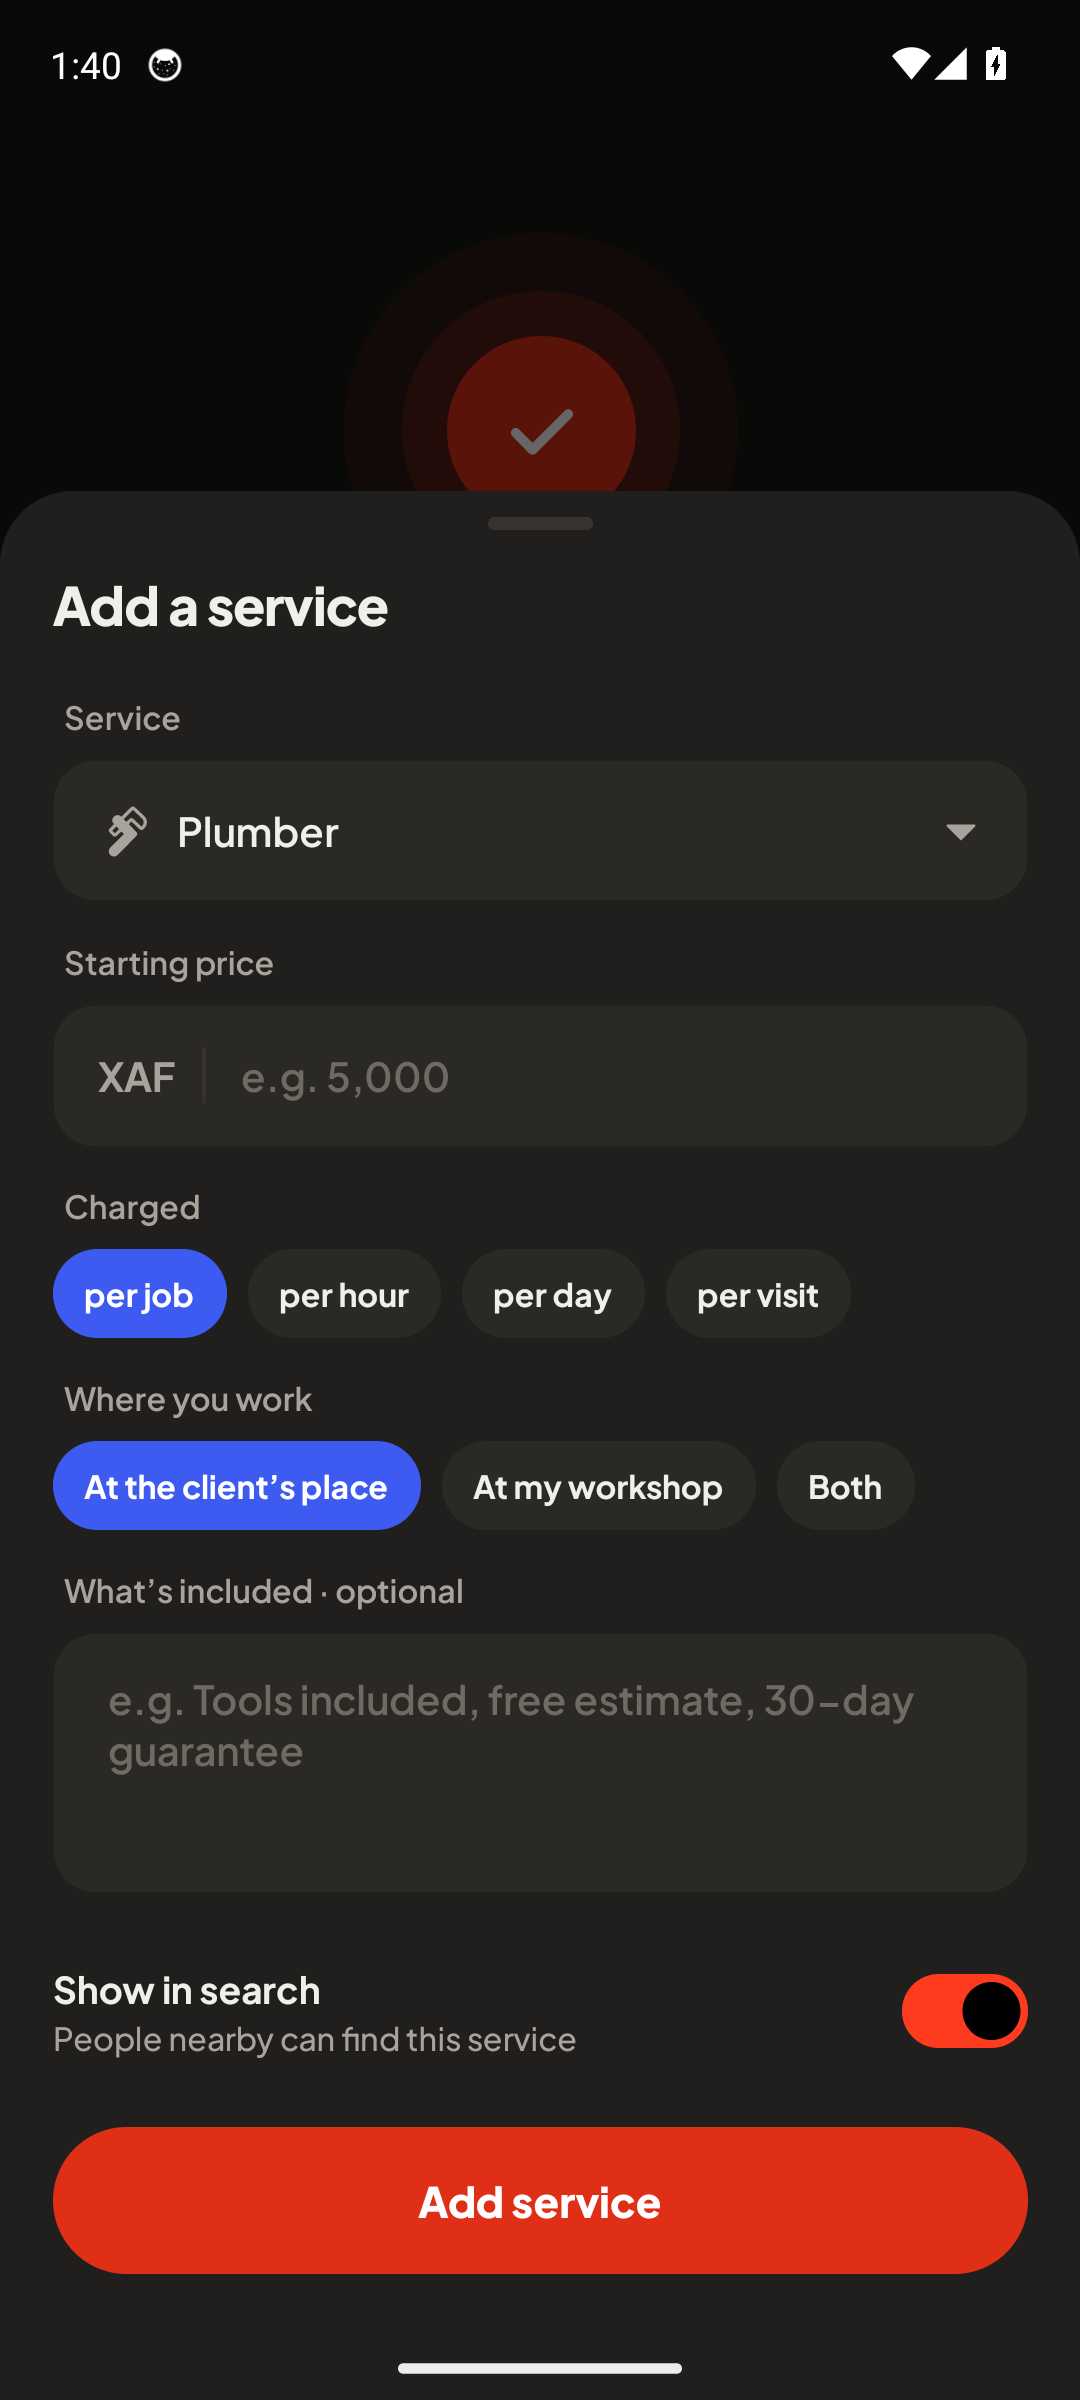 1:40
Add a service
Service
Plumber
Starting price
XAF e.g. 5,000
Charged
per job per hour per day per visit
Where you work
At the client’s place At my workshop Both
What’s included · optional
e.g. Tools included, free estimate, 30-day
guarantee
Show in search
People nearby can find this service
Add service